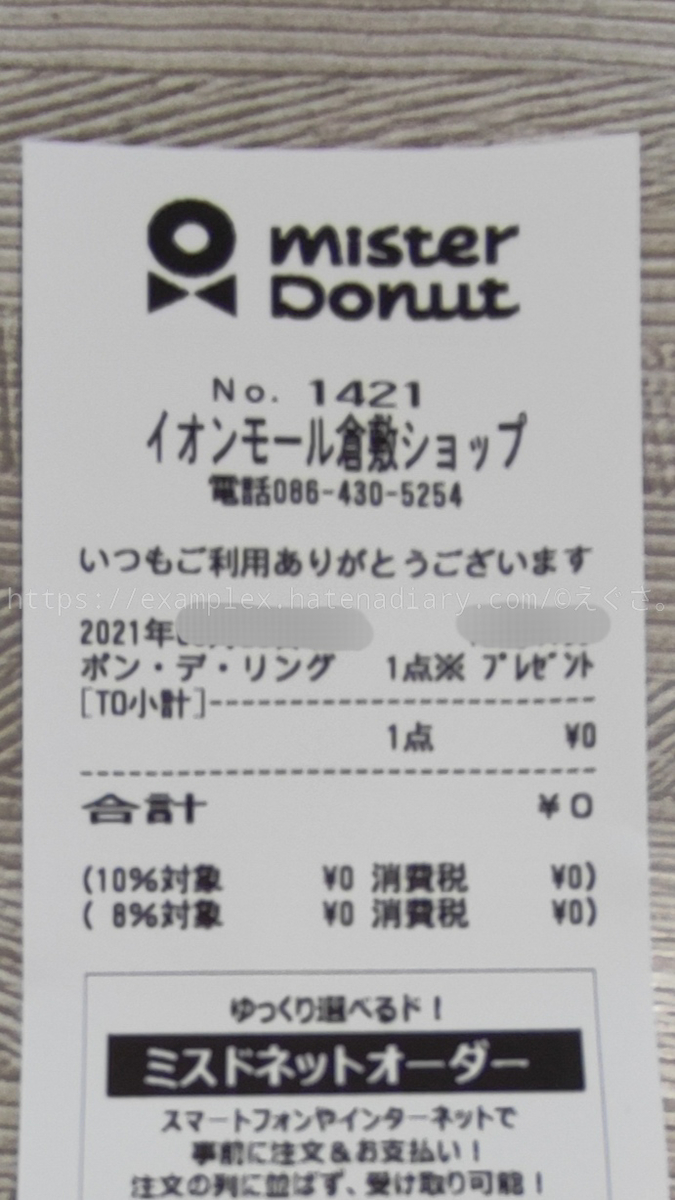 mister
Donut
No. 1421
イオンモール倉敷ショップ
電話086-430-5254
いつもご利用ありがとうございます
https://examplex.hatenadiary.com/©えぐさ。
2021年
ポン・デ・リング 1点※ プレゼント
[TO小計]--------------------
1点 ¥0
--------------------
合計 ¥0
(10%対象 ¥0 消費税 ¥0)
( 8%対象 ¥0 消費税 ¥0)
ゆっくり選べるド！
ミスドネットオーダー
スマートフォンやインターネットで
事前に注文＆お支払い！
注文の列に並ばず、受け取り可能！